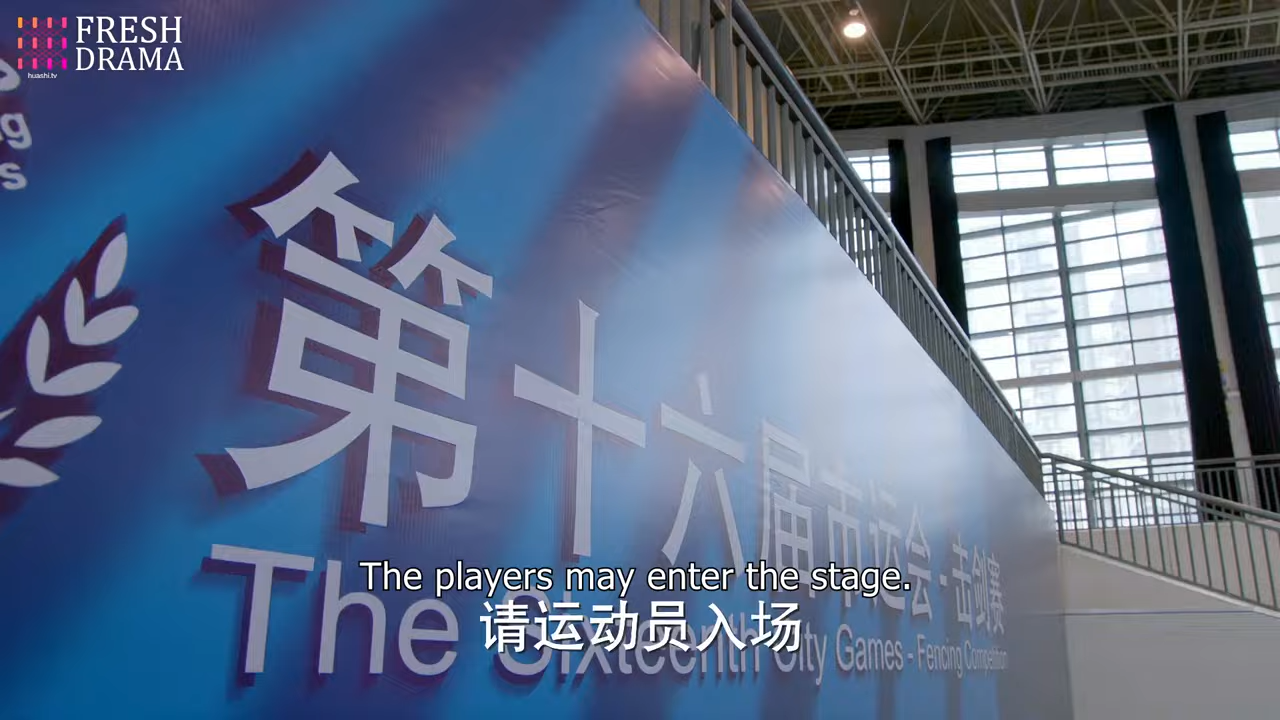 FRESH
DRAMA
huashi.tv
g
s
第十六届市运会-击剑赛
The Sixteenth City Games - Fencing Competition
The players may enter the stage.
请运动员入场